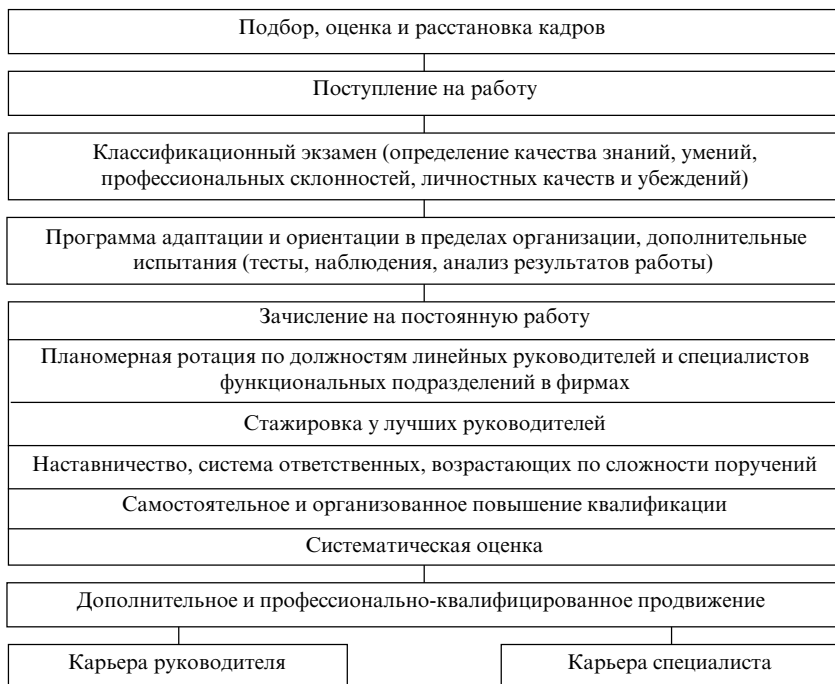 Подбор, оценка и расстановка кадров
Поступление на работу
Классификационный экзамен (определение качества знаний, умений,
профессиональных склонностей, личностных качеств и убеждений)
Программа адаптации и ориентации в пределах организации, дополнительные
испытания (тесты, наблюдения, анализ результатов работы)
Зачисление на постоянную работу
Планомерная ротация по должностям линейных руководителей и специалистов
функциональных подразделений в фирмах
Стажировка у лучших руководителей
Наставничество, система ответственных, возрастающих по сложности поручений
Самостоятельное и организованное повышение квалификации
Систематическая оценка
Дополнительное и профессионально-квалифицированное продвижение
Карьера руководителя
Карьера специалиста